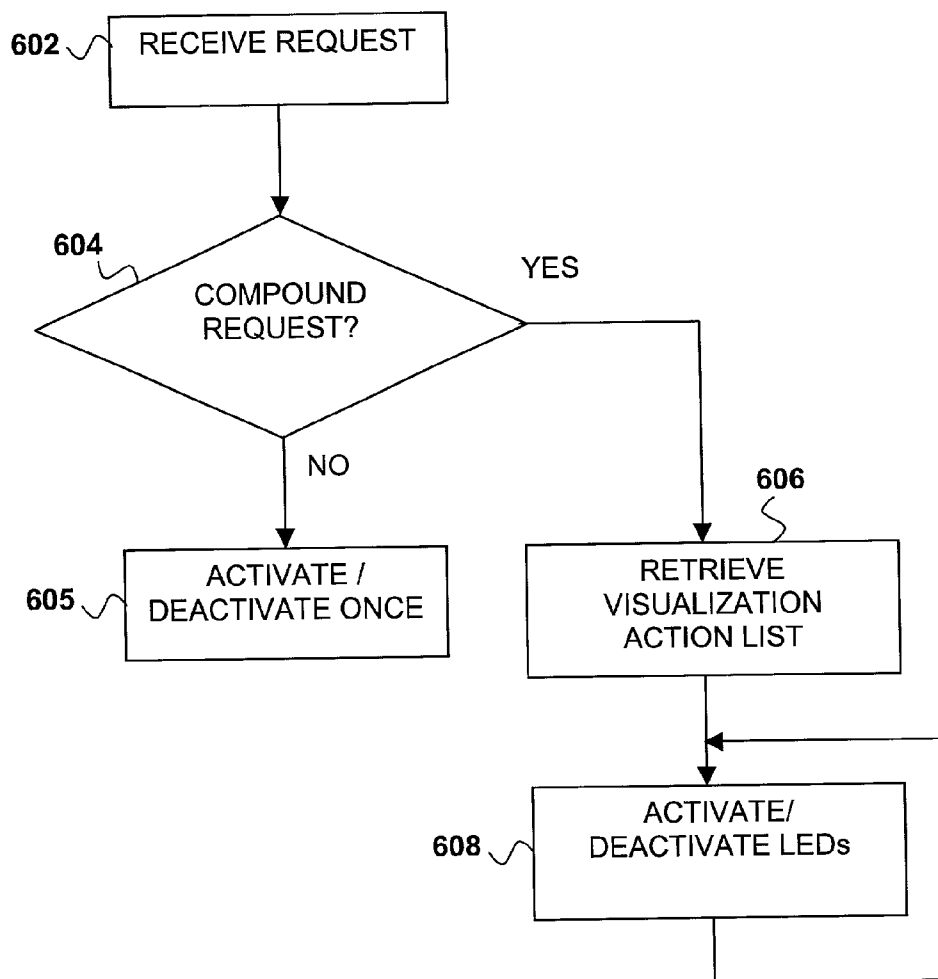 602
RECEIVE REQUEST
604
COMPOUND
REQUEST?
YES
NO
605
ACTIVATE /
DEACTIVATE ONCE
606
RETRIEVE
VISUALIZATION
ACTION LIST
608
ACTIVATE/
DEACTIVATE LEDs